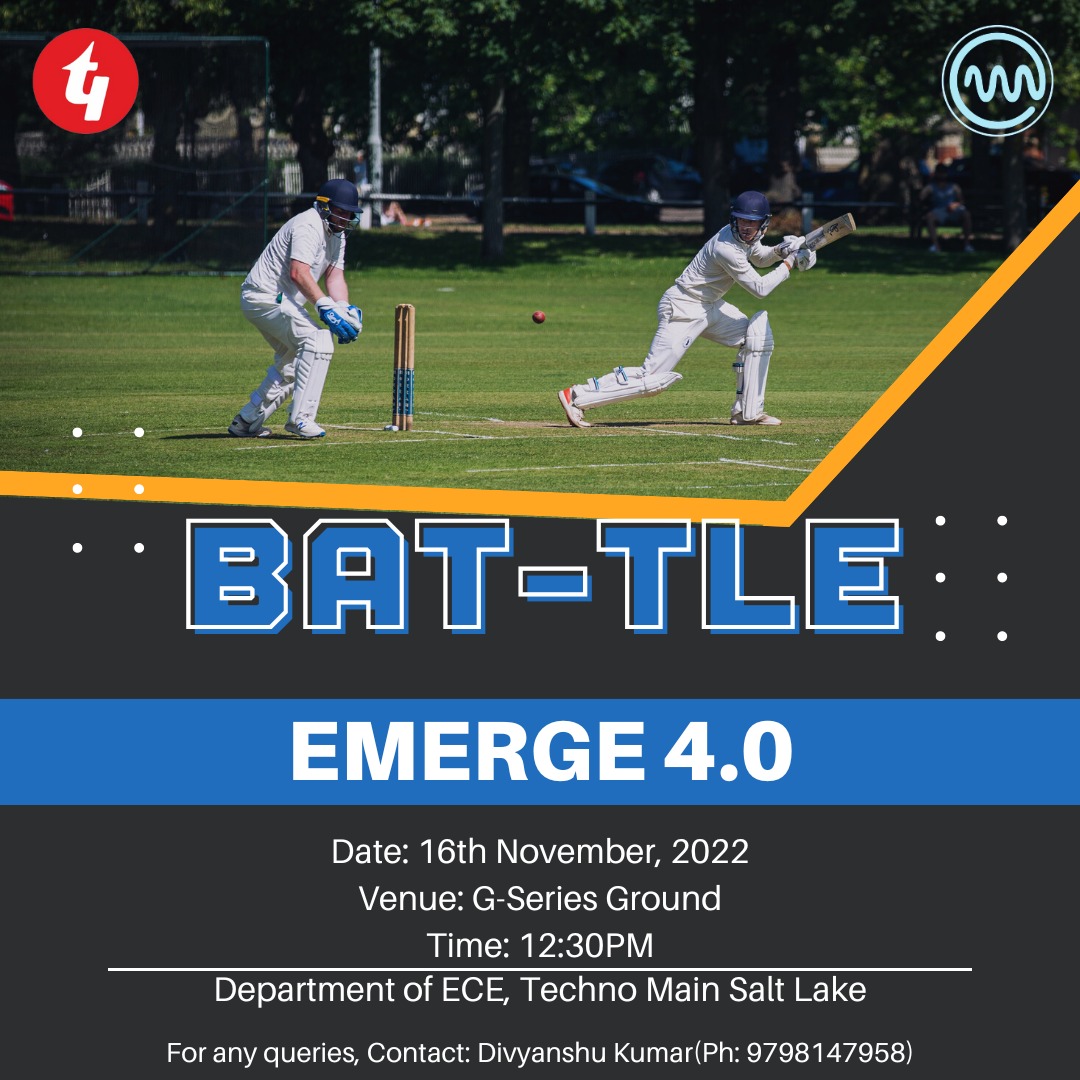 BAT-TLE
EMERGE 4.0
Date: 16th November, 2022
Venue: G-Series Ground
Time: 12:30PM
Department of ECE, Techno Main Salt Lake
For any queries, Contact: Divyanshu Kumar(Ph: 9798147958)